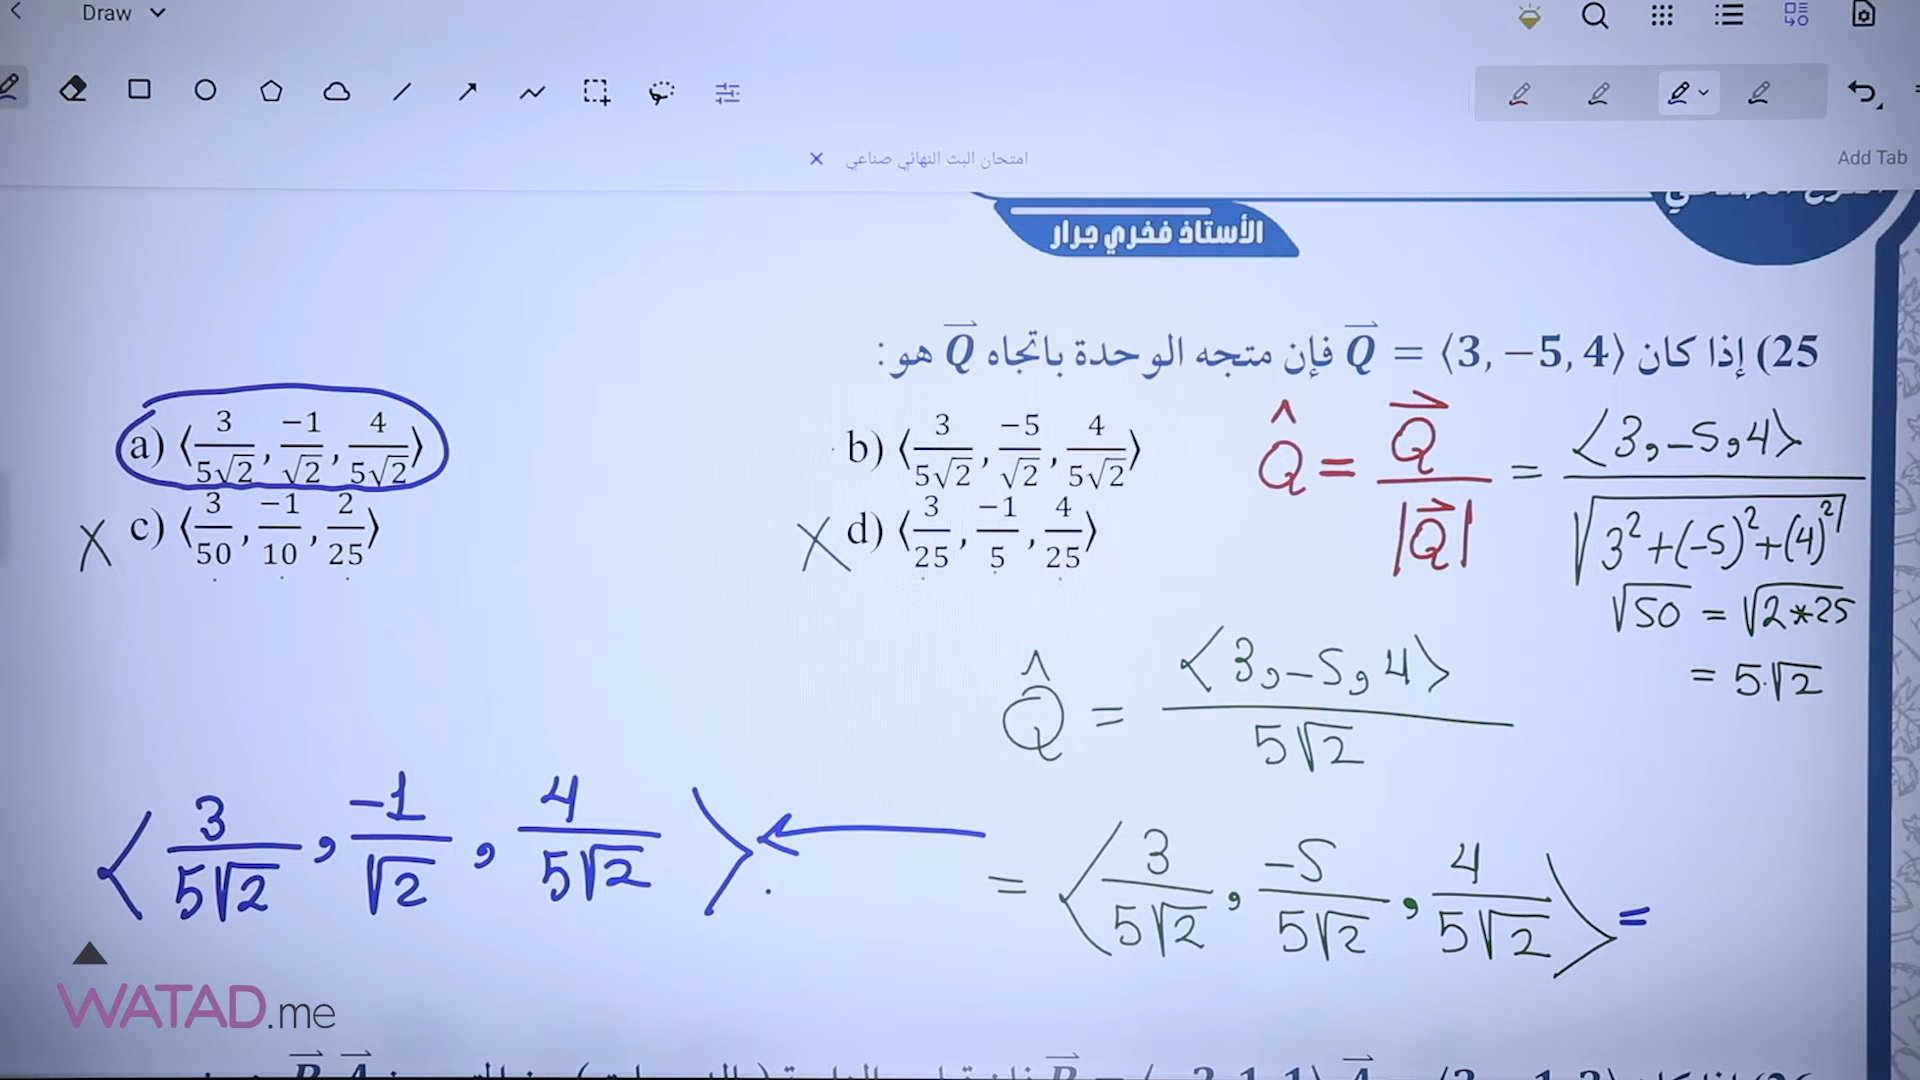 Draw
امتحان البث النهائي صناعي
Add Tab
الأستاذ فخري جرار
25) إذا كان Q = ⟨3, −5, 4⟩ فإن متجه الوحدة باتجاه Q هو :
a) ⟨3/5√2, −1/√2, 4/5√2⟩
b) ⟨3/5√2, −5/√2, 4/5√2⟩
c) ⟨3/50, −1/10, 2/25⟩
d) ⟨3/25, −1/5, 4/25⟩
Q̂ = Q⃗/|Q⃗| = <3,-5,4>/√(3²+(-5)²+(4)²)
√50 = √2*25
= 5·√2
Q̂ = <3,-5,4>/5√2
= <3/5√2, -5/5√2, 4/5√2> =
<3/5√2, -1/√2, 4/5√2>
WATAD.me